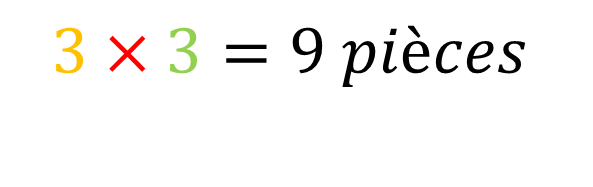 3 × 3 = 9 pièces